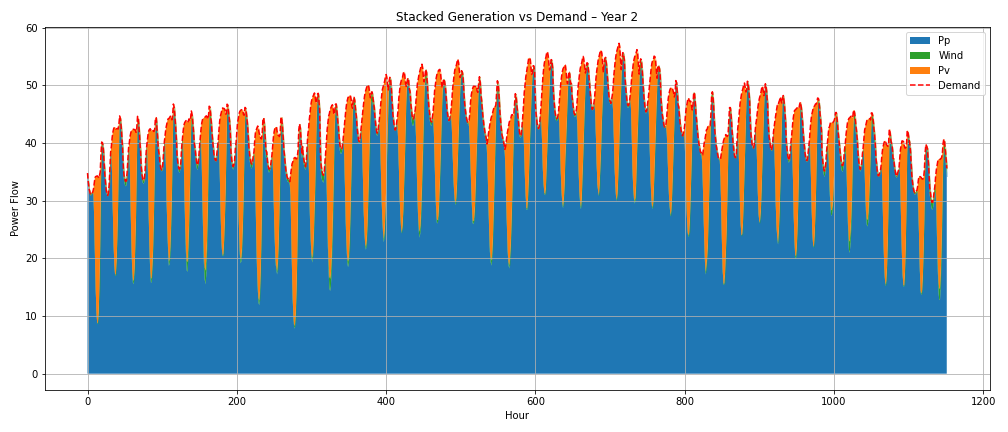 Stacked Generation vs Demand – Year 2
Pp
Wind
Pv
Demand
Power Flow
60
50
40
30
20
10
0
0 200 400 600 800 1000 1200
Hour